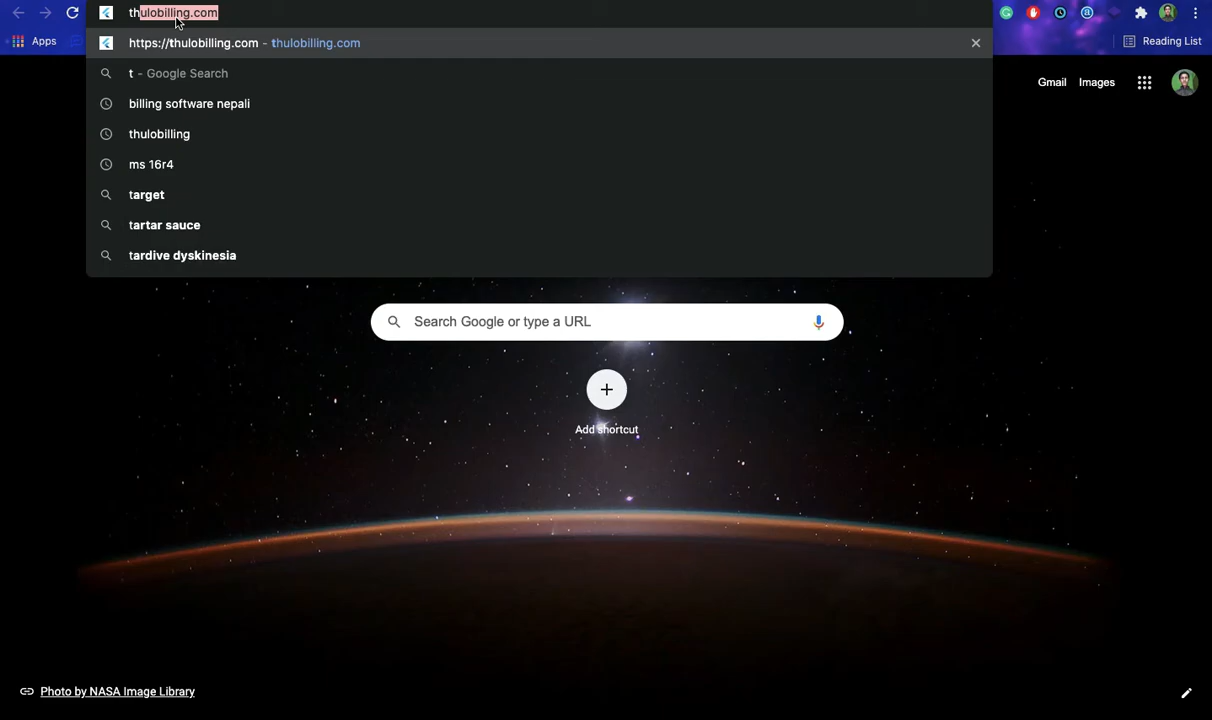 thulobilling.com
Apps
Reading List
https://thulobilling.com - thulobilling.com
t - Google Search
billing software nepali
thulobilling
ms 16r4
target
tartar sauce
tardive dyskinesia
Gmail Images
Search Google or type a URL
Add shortcut
Photo by NASA Image Library